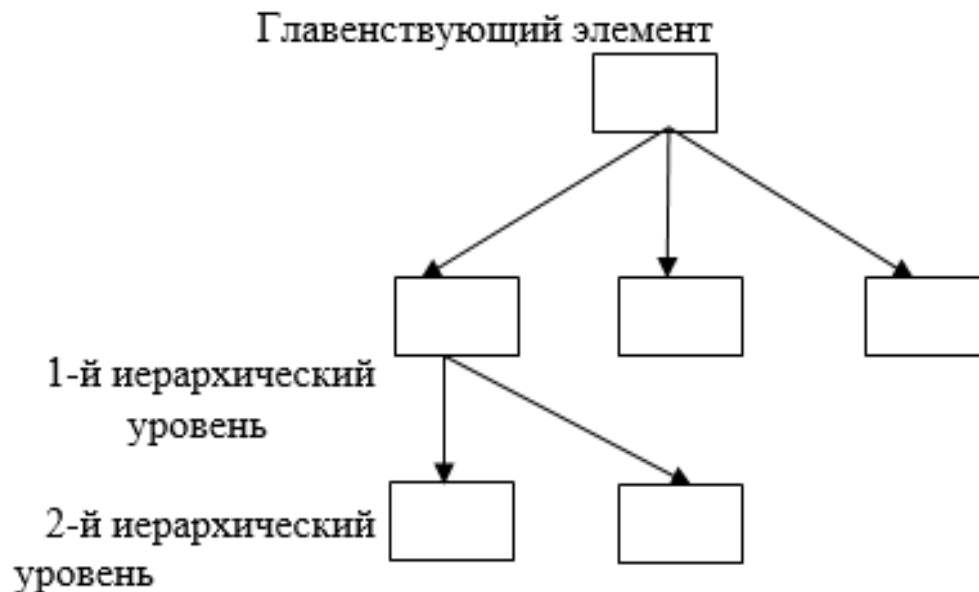 Главенствующий элемент
1-й иерархический
уровень
2-й иерархический
уровень